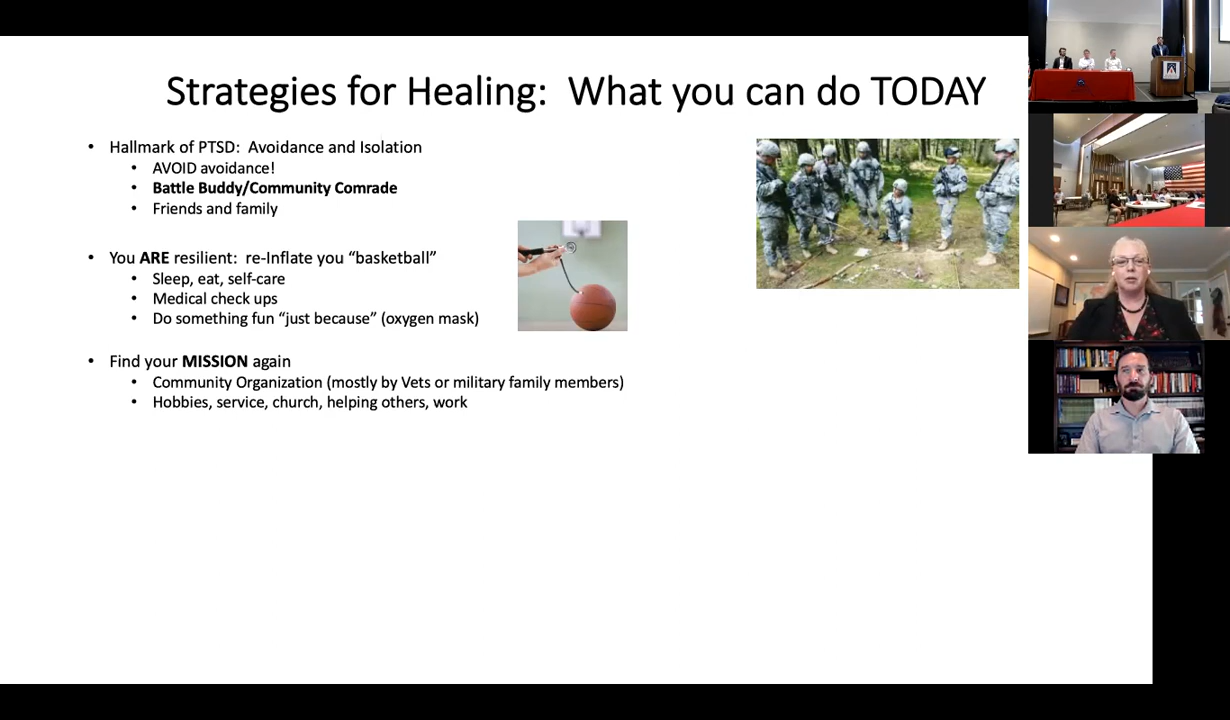 Strategies for Healing:  What you can do TODAY
• Hallmark of PTSD:  Avoidance and Isolation
• AVOID avoidance!
• Battle Buddy/Community Comrade
• Friends and family
• You ARE resilient:  re-Inflate you “basketball”
• Sleep, eat, self-care
• Medical check ups
• Do something fun “just because” (oxygen mask)
• Find your MISSION again
• Community Organization (mostly by Vets or military family members)
• Hobbies, service, church, helping others, work